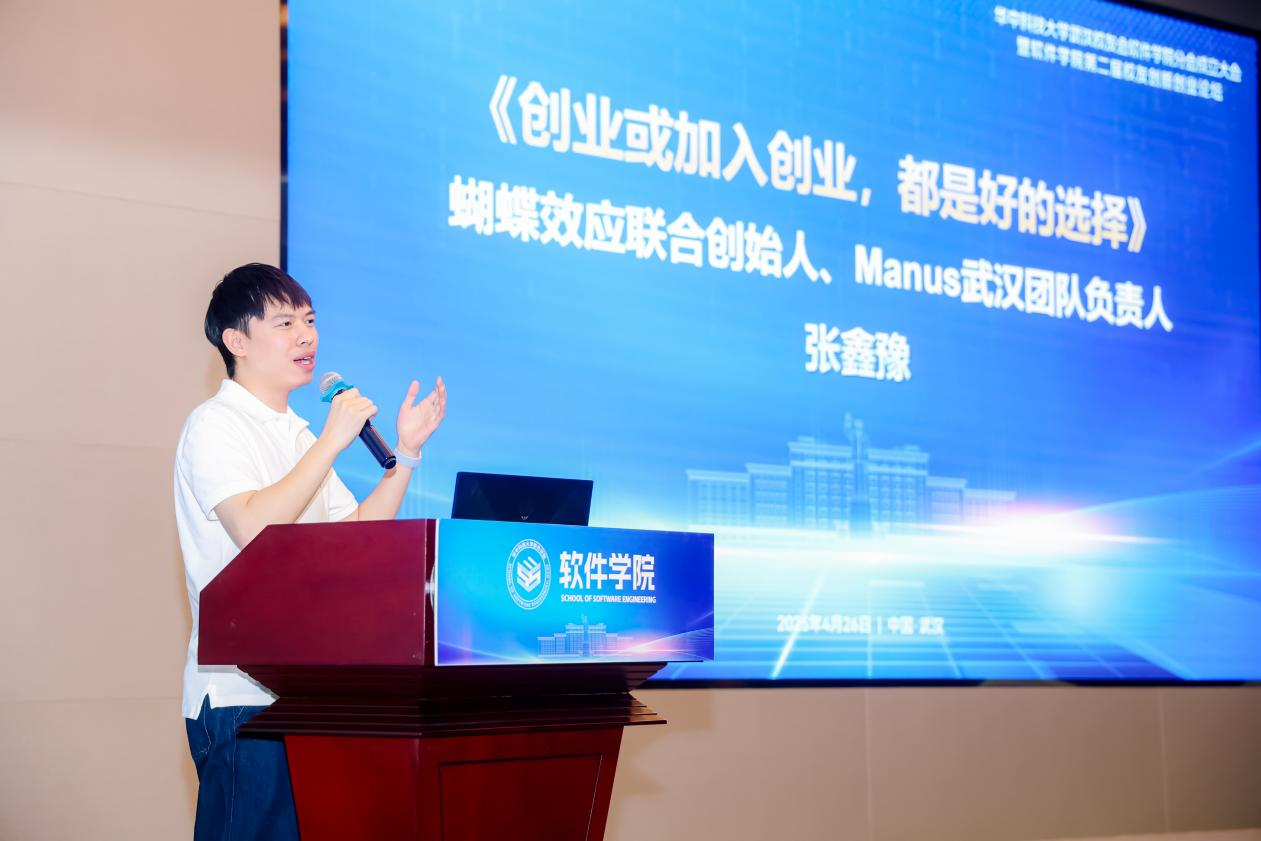 华中科技大学武汉校友会软件学院分会成立大会
暨软件学院第二届校友创新创业论坛
《创业或加入创业，都是好的选择》
蝴蝶效应联合创始人、Manus武汉团队负责人
张鑫豫
2025年4月26日 | 中国·武汉
软件学院
SCHOOL OF SOFTWARE ENGINEERING